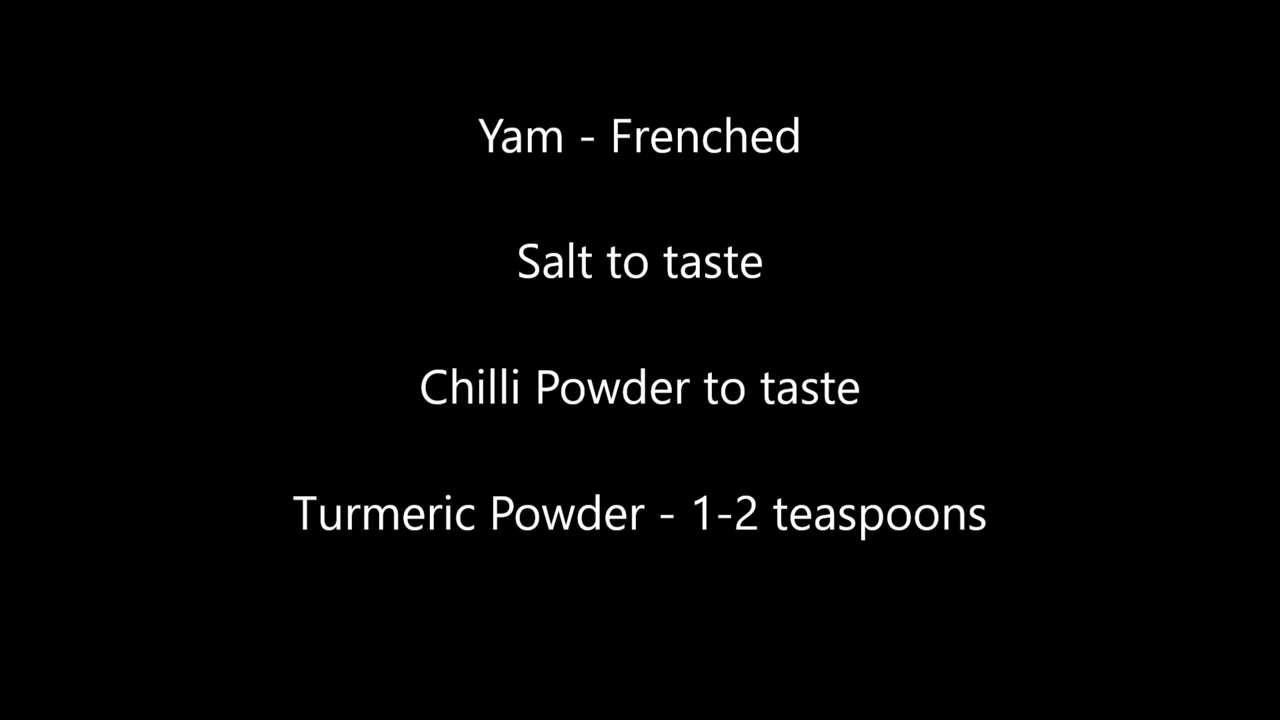 Yam - Frenched
Salt to taste
Chilli Powder to taste
Turmeric Powder - 1-2 teaspoons